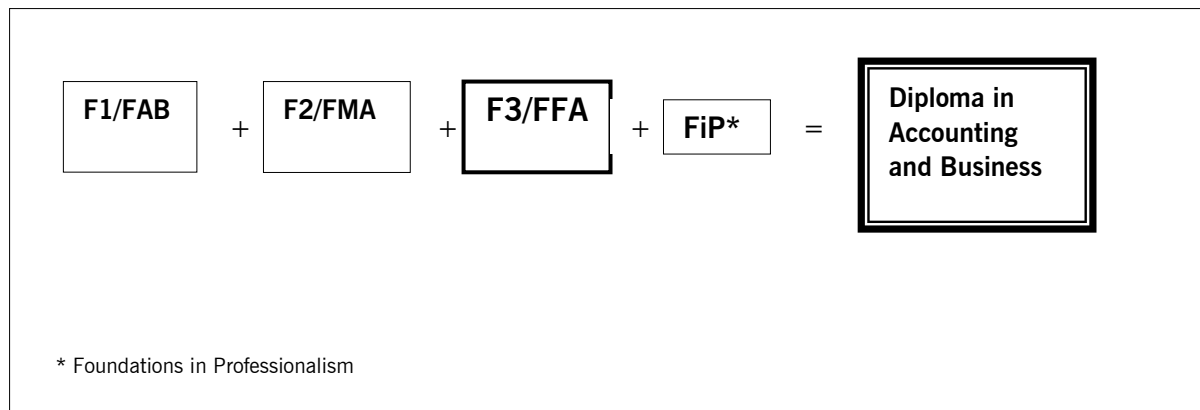 F1/FAB + F2/FMA + F3/FFA + FiP* = Diploma in
Accounting
and Business
* Foundations in Professionalism